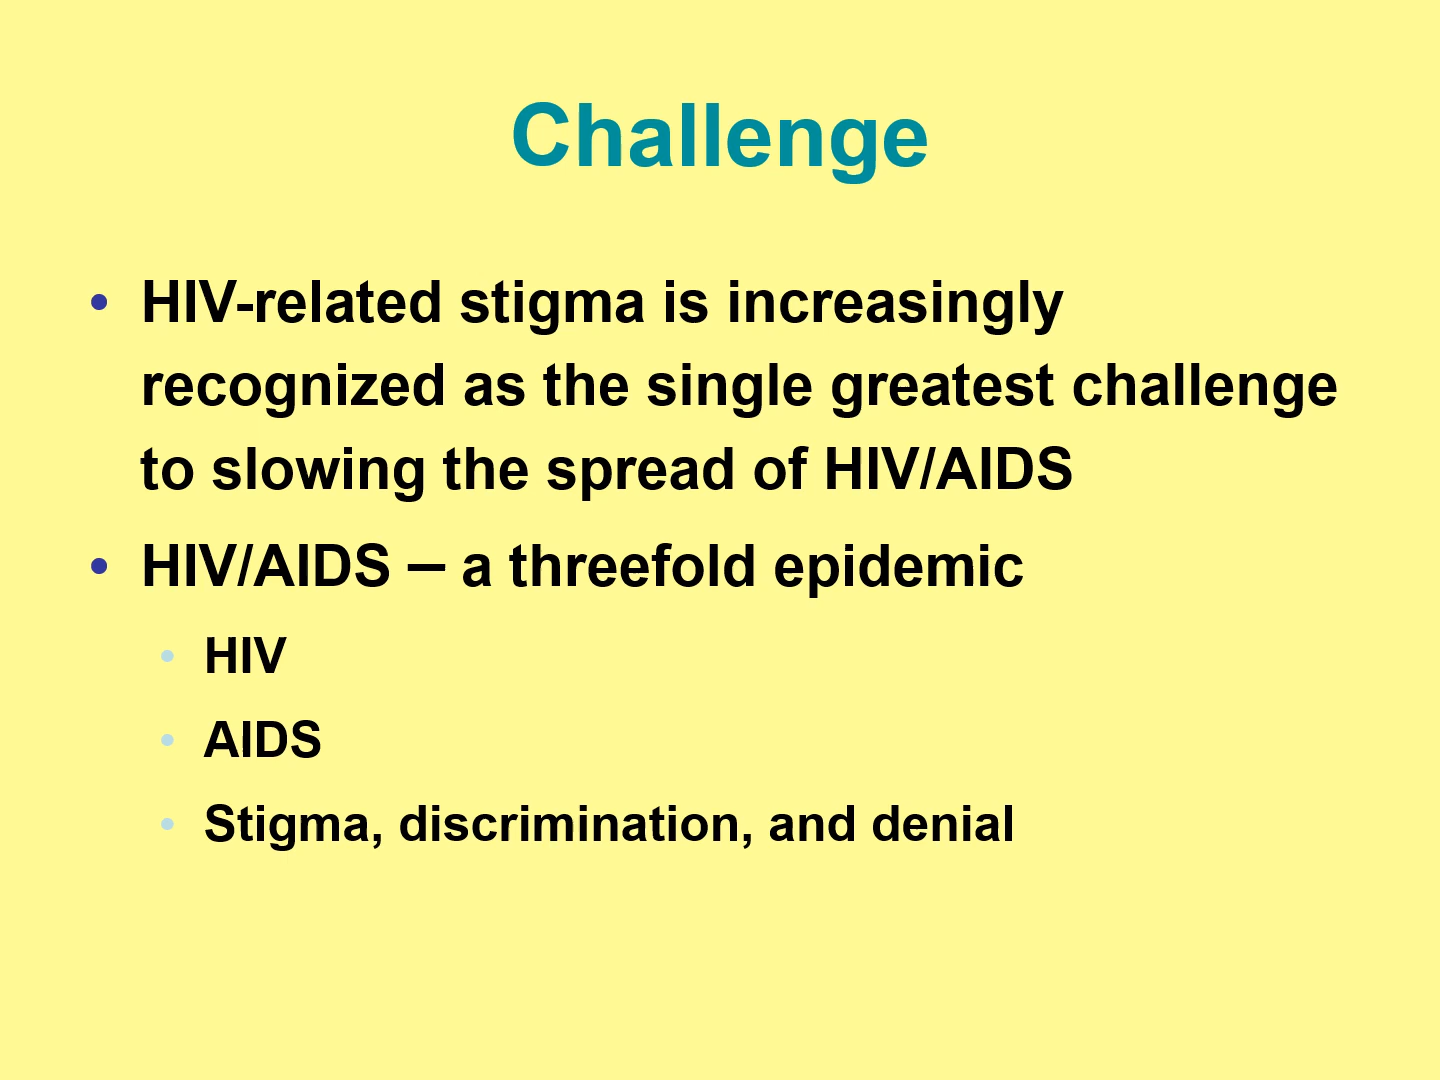 Challenge
• HIV-related stigma is increasingly
recognized as the single greatest challenge
to slowing the spread of HIV/AIDS
• HIV/AIDS – a threefold epidemic
• HIV
• AIDS
• Stigma, discrimination, and denial